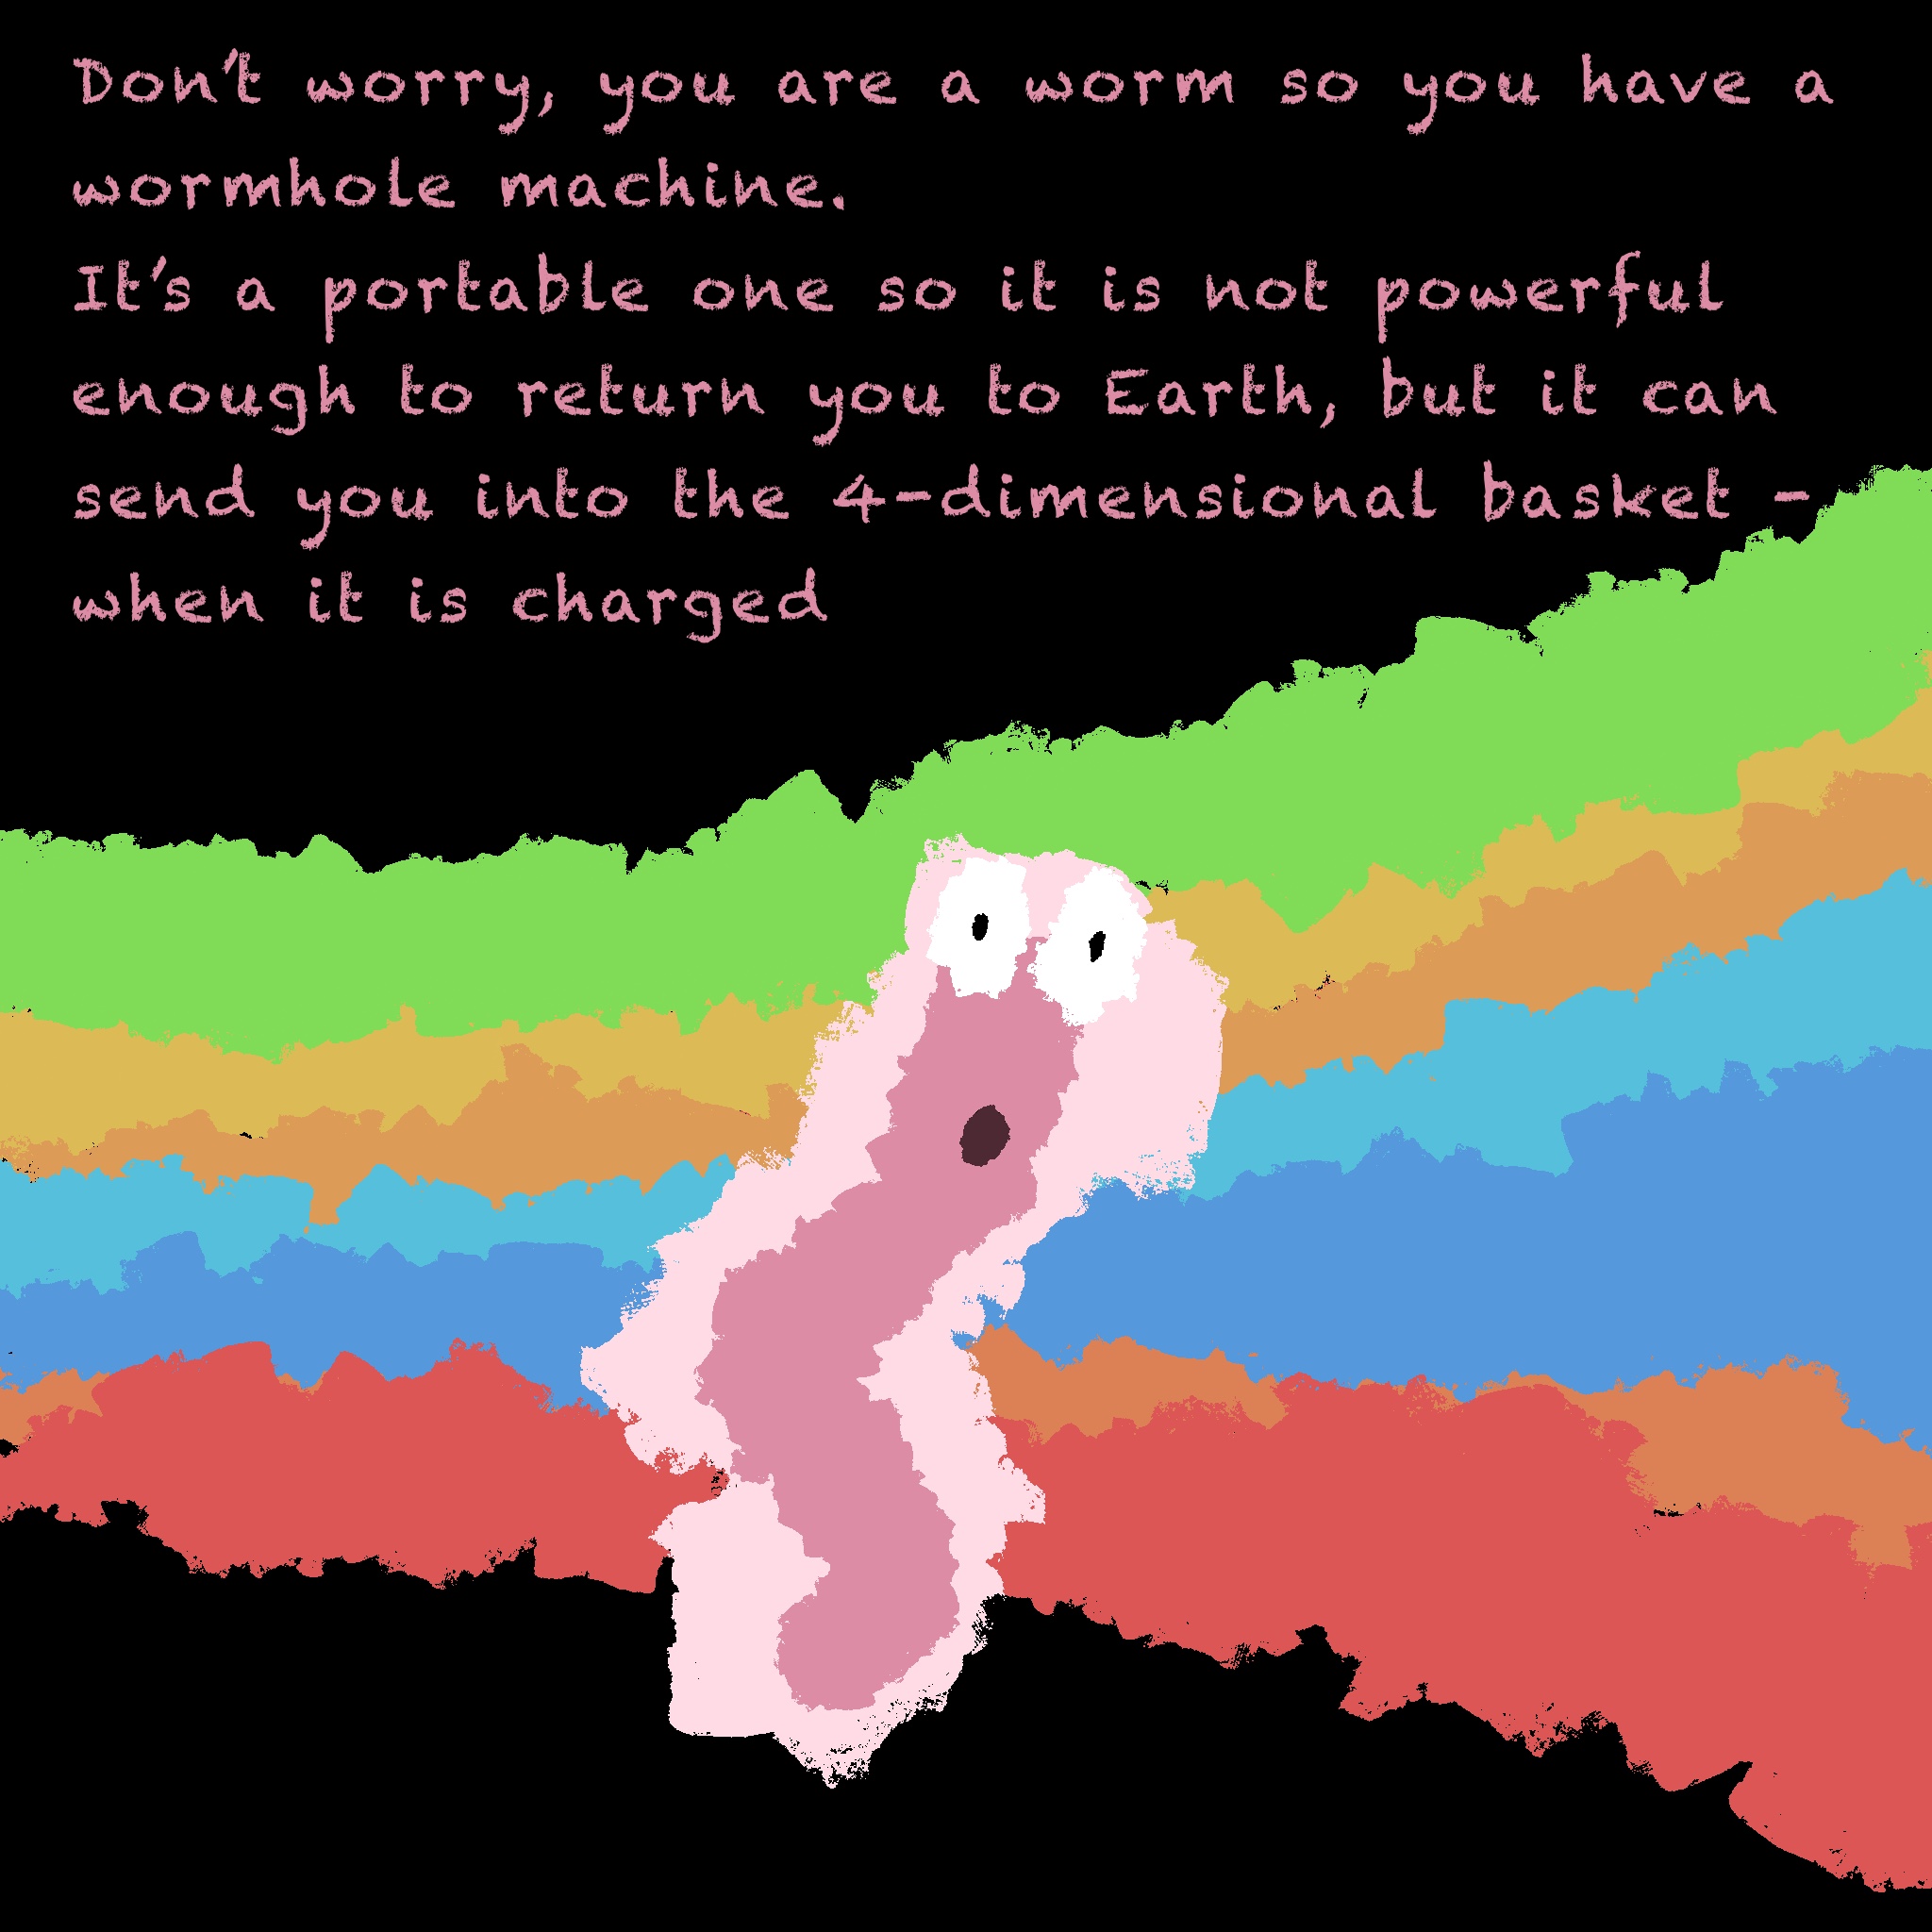 Don't worry, you are a worm so you have a
wormhole machine.
It's a portable one so it is not powerful
enough to return you to Earth, but it can
send you into the 4-dimensional basket -
when it is charged